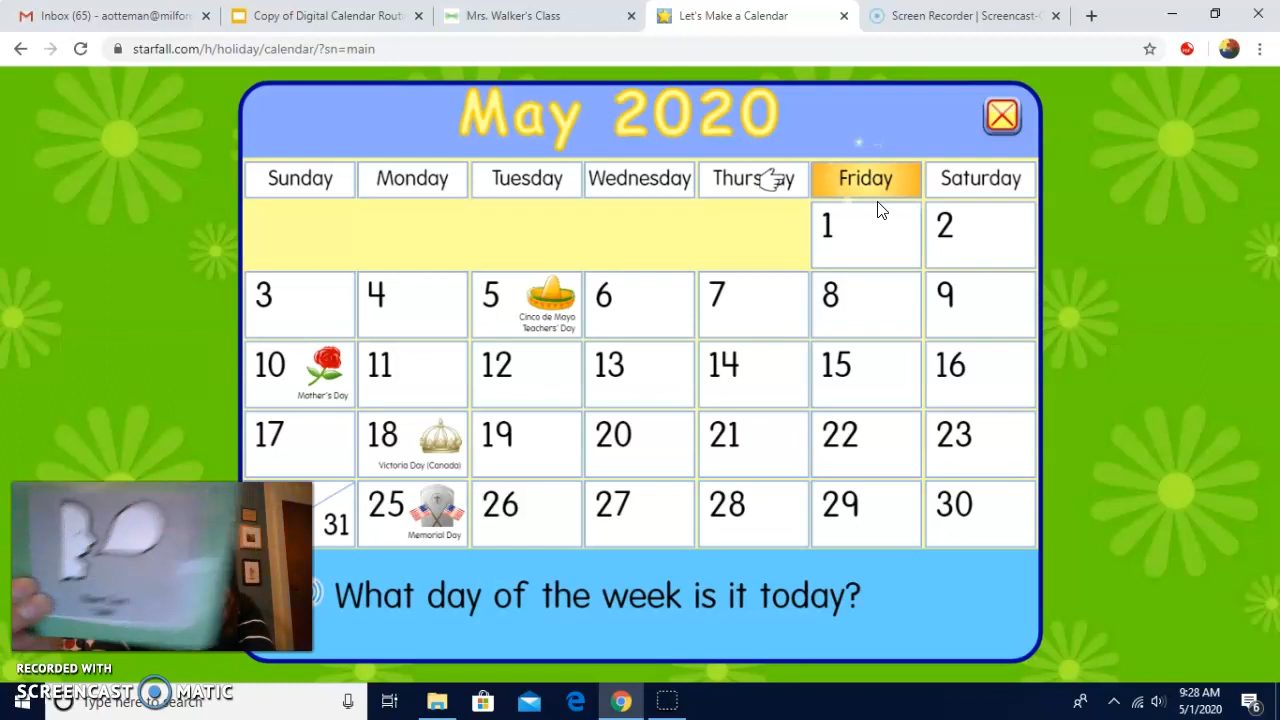 Inbox (65) - aotteman@milfor
Copy of Digital Calendar Rout
Mrs. Walker's Class
Let's Make a Calendar
Screen Recorder | Screencast-O
starfall.com/h/holiday/calendar/?sn=main
May 2020
Sunday Monday Tuesday Wednesday Thursday Friday Saturday
1 2
3 4 5 6 7 8 9
Cinco de Mayo
Teachers' Day
10 11 12 13 14 15 16
Mother's Day
17 18 19 20 21 22 23
Victoria Day (Canada)
31 25 26 27 28 29 30
Memorial Day
What day of the week is it today?
RECORDED WITH
SCREENCAST MATIC
Type here to search
9:28 AM
5/1/2020
6